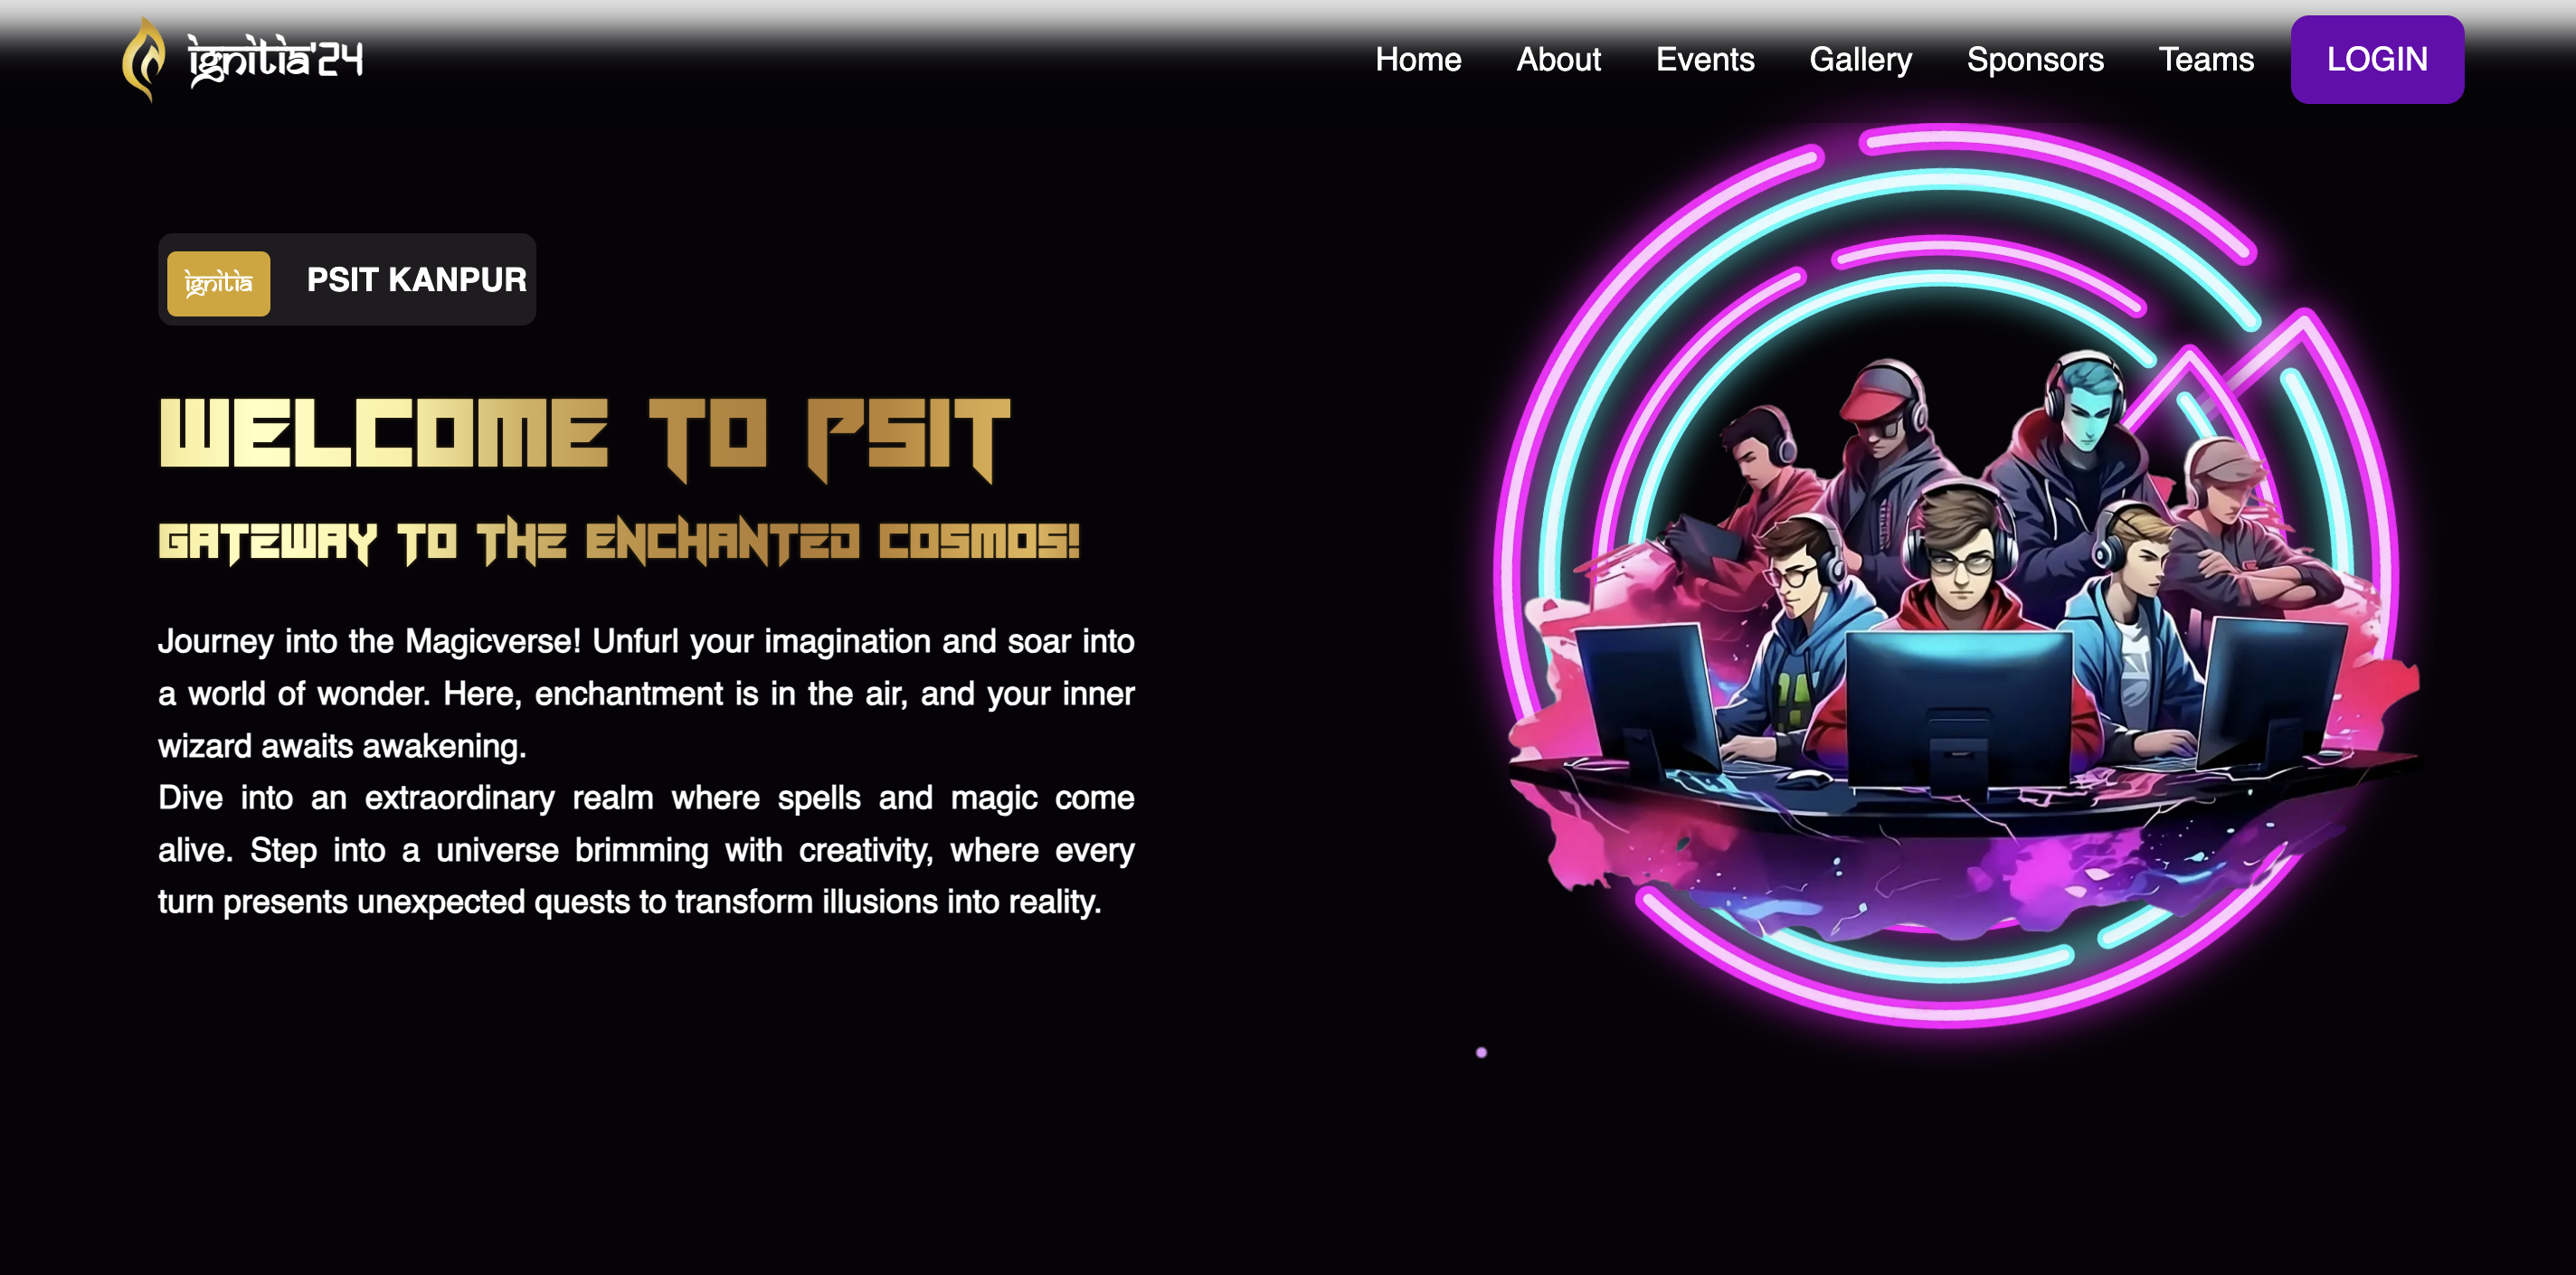 ignitia'24
Home About Events Gallery Sponsors Teams LOGIN
ignitia PSIT KANPUR
WELCOME TO PSIT
GATEWAY TO THE ENCHANTED COSMOS!
Journey into the Magicverse! Unfurl your imagination and soar into
a world of wonder. Here, enchantment is in the air, and your inner
wizard awaits awakening.
Dive into an extraordinary realm where spells and magic come
alive. Step into a universe brimming with creativity, where every
turn presents unexpected quests to transform illusions into reality.